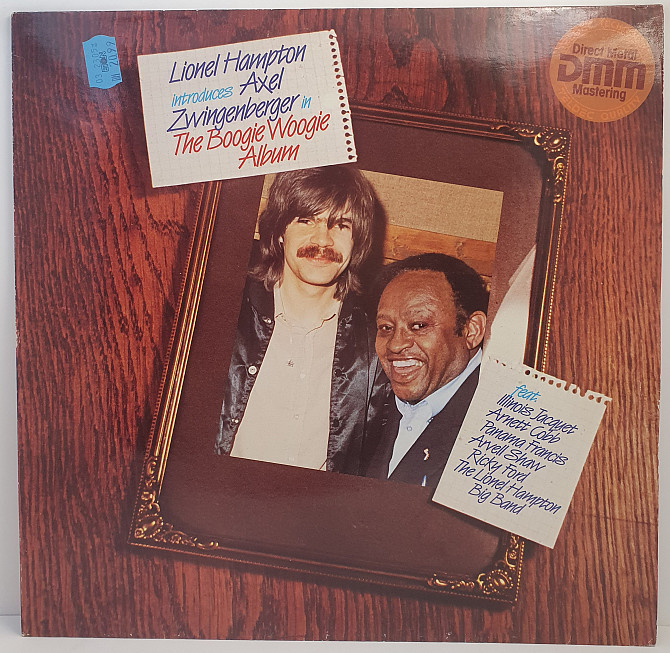 Lionel Hampton
introduces Axel
Zwingenberger in
The Boogie Woogie
Album
Direct Metal
Dmm
Mastering
feat.
Illinois Jacquet
Arnett Cobb
Panama Francis
Arvell Shaw
Ricky Ford
The Lionel Hampton
Big Band